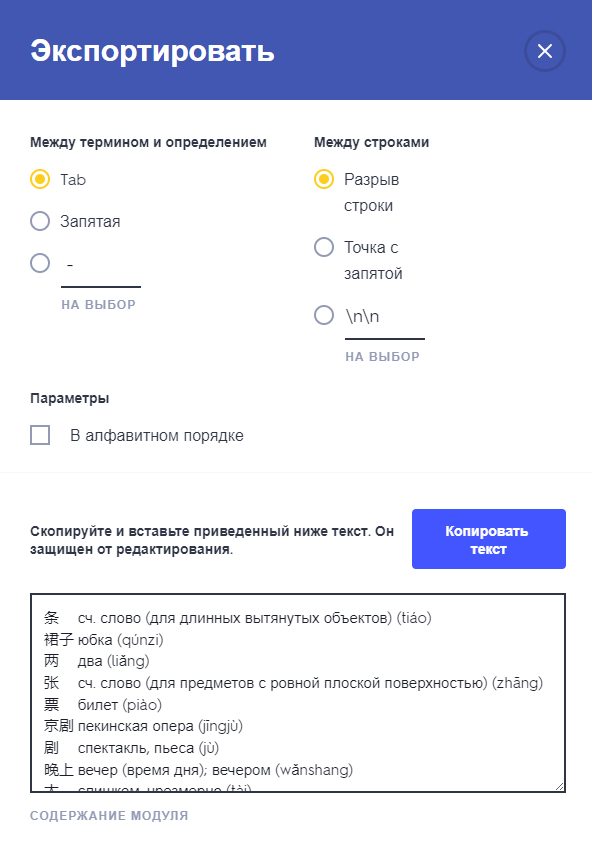 Экспортировать
Между термином и определением
Tab
Запятая
-
НА ВЫБОР
Между строками
Разрыв
строки
Точка с
запятой
\n\n
НА ВЫБОР
Параметры
В алфавитном порядке
Скопируйте и вставьте приведенный ниже текст. Он
защищен от редактирования.
Копировать
текст
条 сч. слово (для длинных вытянутых объектов) (tiáo)
裙子 юбка (qúnzi)
两 два (liǎng)
张 сч. слово (для предметов с ровной плоской поверхностью) (zhāng)
票 билет (piào)
京剧 пекинская опера (jīngjù)
剧 спектакль, пьеса (jù)
晚上 вечер (время дня); вечером (wǎnshang)
СОДЕРЖАНИЕ МОДУЛЯ